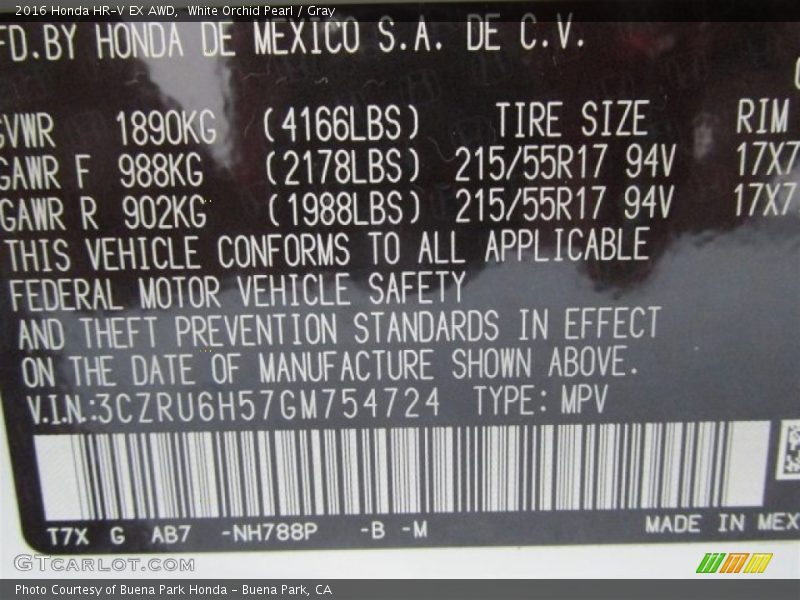 2016 Honda HR-V EX AWD, White Orchid Pearl / Gray
FD.BY HONDA DE MEXICO S.A. DE C.V.
GVWR 1890KG (4166LBS) TIRE SIZE RIM
GAWR F 988KG (2178LBS) 215/55R17 94V 17X7
GAWR R 902KG (1988LBS) 215/55R17 94V 17X7
THIS VEHICLE CONFORMS TO ALL APPLICABLE
FEDERAL MOTOR VEHICLE SAFETY
AND THEFT PREVENTION STANDARDS IN EFFECT
ON THE DATE OF MANUFACTURE SHOWN ABOVE.
V.I.N.:3CZRU6H57GM754724 TYPE: MPV
T7X G AB7 -NH788P -B -M MADE IN MEX
GTCARLOT.COM
Photo Courtesy of Buena Park Honda - Buena Park, CA